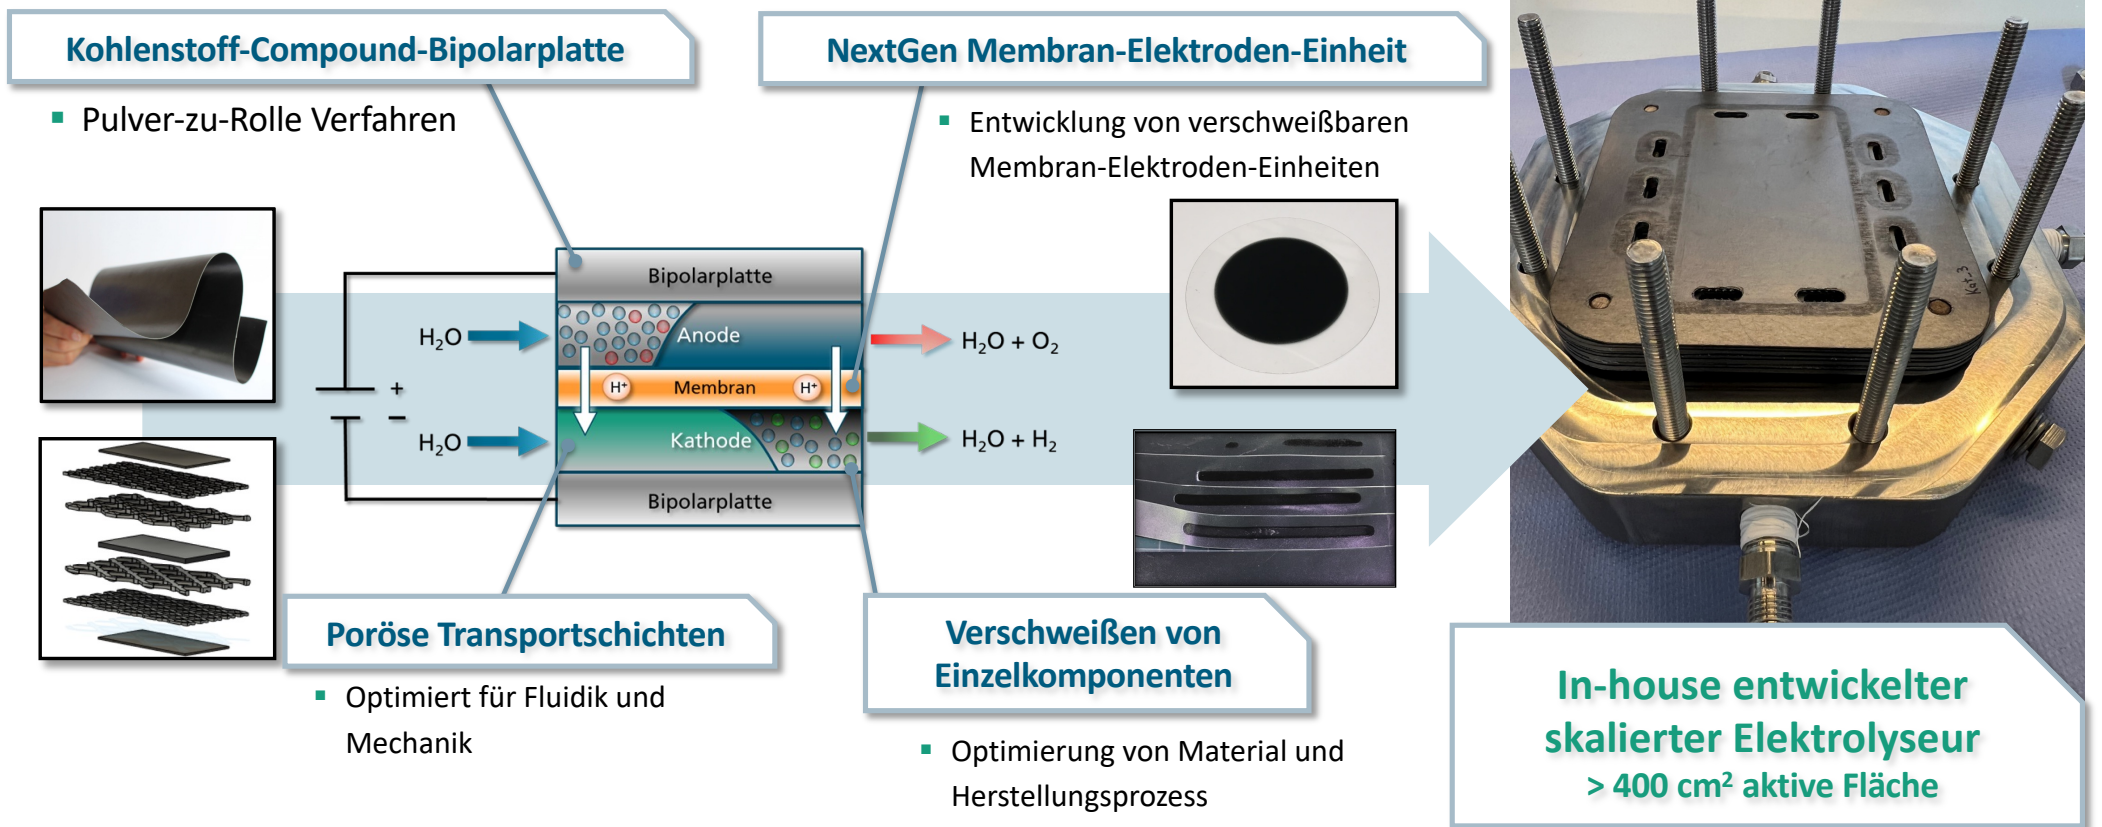 Kohlenstoff-Compound-Bipolarplatte
▪ Pulver-zu-Rolle Verfahren
NextGen Membran-Elektroden-Einheit
▪ Entwicklung von verschweißbaren
Membran-Elektroden-Einheiten
Bipolarplatte
H₂O
Anode
H₂O + O₂
+
−
H⁺
Membran
H⁺
H₂O
Kathode
H₂O + H₂
Bipolarplatte
Poröse Transportschichten
▪ Optimiert für Fluidik und
Mechanik
Verschweißen von
Einzelkomponenten
▪ Optimierung von Material und
Herstellungsprozess
In-house entwickelter
skalierter Elektrolyseur
> 400 cm² aktive Fläche